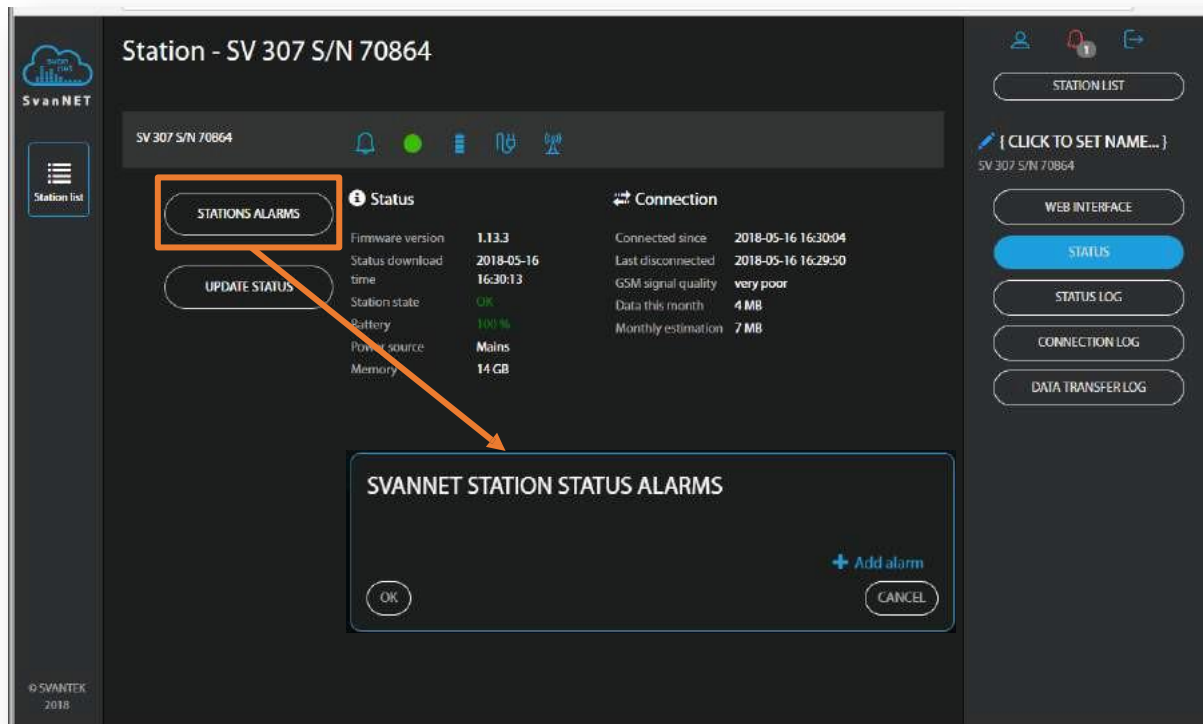 Station - SV 307 S/N 70864
svan
net
SvanNET
Station list
SV 307 S/N 70864
STATIONS ALARMS
UPDATE STATUS
Status
Firmware version 1.13.3
Status download 2018-05-16
time 16:30:13
Station state OK
Battery 100 %
Power source Mains
Memory 14 GB
Connection
Connected since 2018-05-16 16:30:04
Last disconnected 2018-05-16 16:29:50
GSM signal quality very poor
Data this month 4 MB
Monthly estimation 7 MB
SVANNET STATION STATUS ALARMS
Add alarm
OK
CANCEL
1
STATION LIST
{ CLICK TO SET NAME... }
SV 307 S/N 70864
WEB INTERFACE
STATUS
STATUS LOG
CONNECTION LOG
DATA TRANSFER LOG
© SVANTEK
2018